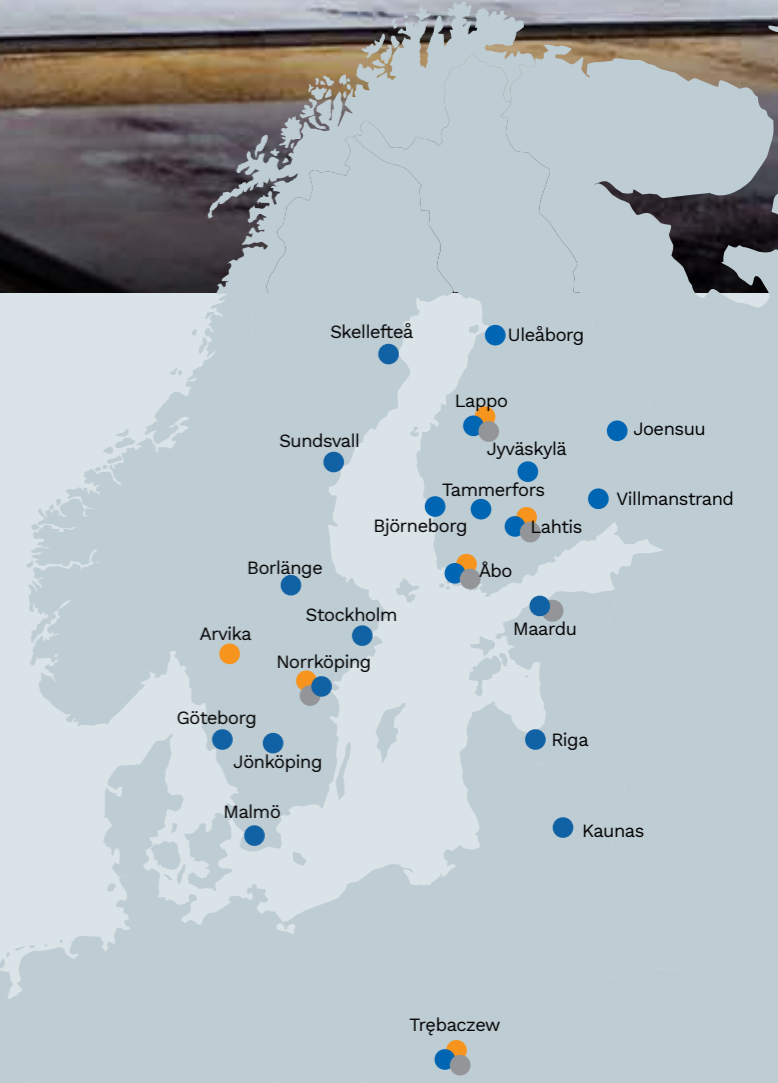 Skellefteå
Uleåborg
Lappo
Joensuu
Sundsvall
Jyväskylä
Tammerfors
Villmanstrand
Björneborg
Lahtis
Borlänge
Åbo
Stockholm
Maardu
Arvika
Norrköping
Göteborg
Riga
Jönköping
Malmö
Kaunas
Trębaczew